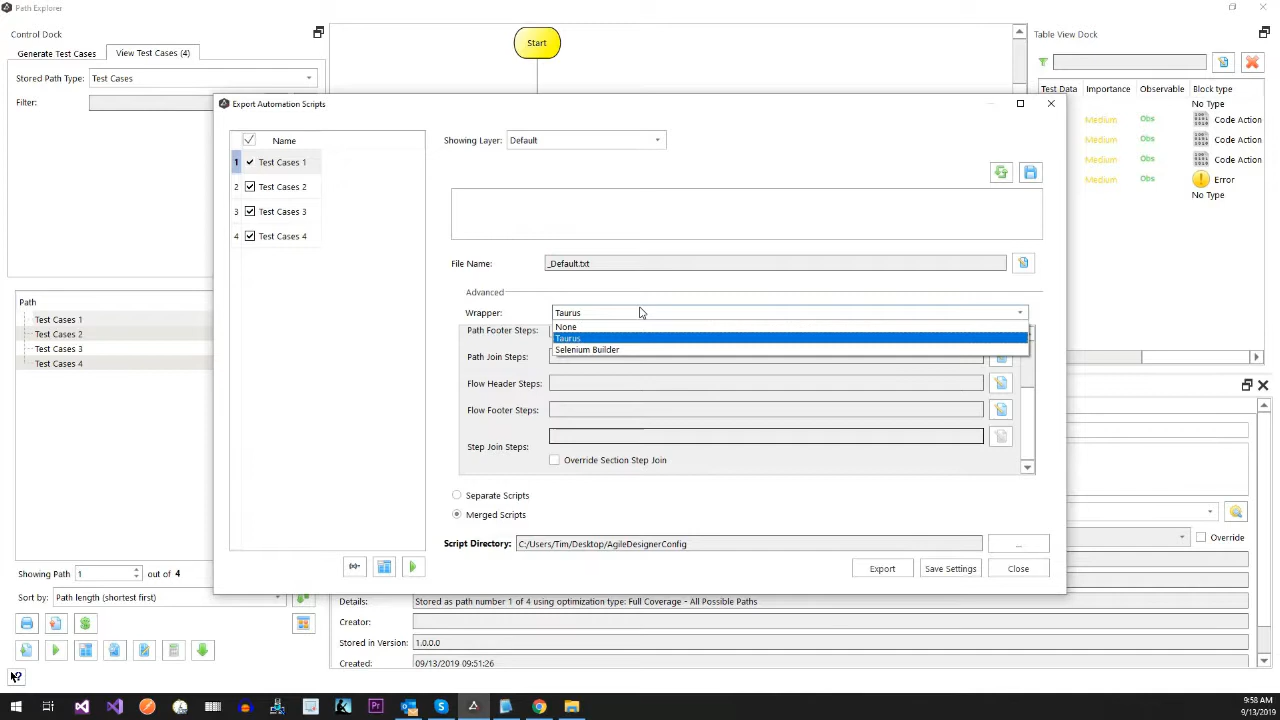 Path Explorer
Control Dock
Generate Test Cases
View Test Cases (4)
Stored Path Type:
Test Cases
Filter:
Start
Table View Dock
Test Data
Importance
Observable
Block type
No Type
Medium
Obs
Code Action
Medium
Obs
Code Action
Medium
Obs
Code Action
Medium
Obs
Error
No Type
Export Automation Scripts
Name
1
Test Cases 1
2
Test Cases 2
3
Test Cases 3
4
Test Cases 4
Showing Layer:
Default
File Name:
_Default.txt
Advanced
Wrapper:
Taurus
None
Taurus
Selenium Builder
Path Footer Steps:
Path Join Steps:
Flow Header Steps:
Flow Footer Steps:
Step Join Steps:
Override Section Step Join
Separate Scripts
Merged Scripts
Script Directory:
C:/Users/Tim/Desktop/AgileDesignerConfig
...
Export
Save Settings
Close
Path
Test Cases 1
Test Cases 2
Test Cases 3
Test Cases 4
Showing Path
1
out of
4
Sort by:
Path length (shortest first)
Override
Details:
Stored as path number 1 of 4 using optimization type: Full Coverage - All Possible Paths
Creator:
Stored in Version:
1.0.0.0
Created:
09/13/2019 09:51:26
9:58 AM
9/13/2019